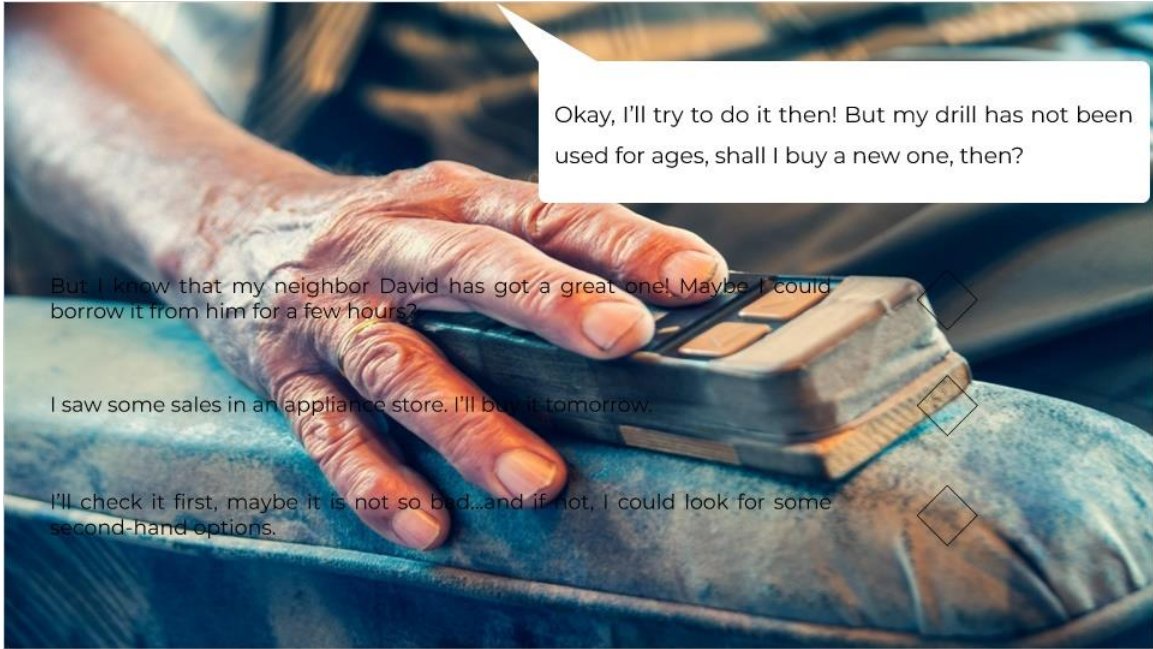 Okay, I’ll try to do it then! But my drill has not been
used for ages, shall I buy a new one, then?
But I know that my neighbor David has got a great one! Maybe I could
borrow it from him for a few hours?
I saw some sales in an appliance store. I’ll buy it tomorrow.
I’ll check it first, maybe it is not so bad...and if not, I could look for some
second-hand options.